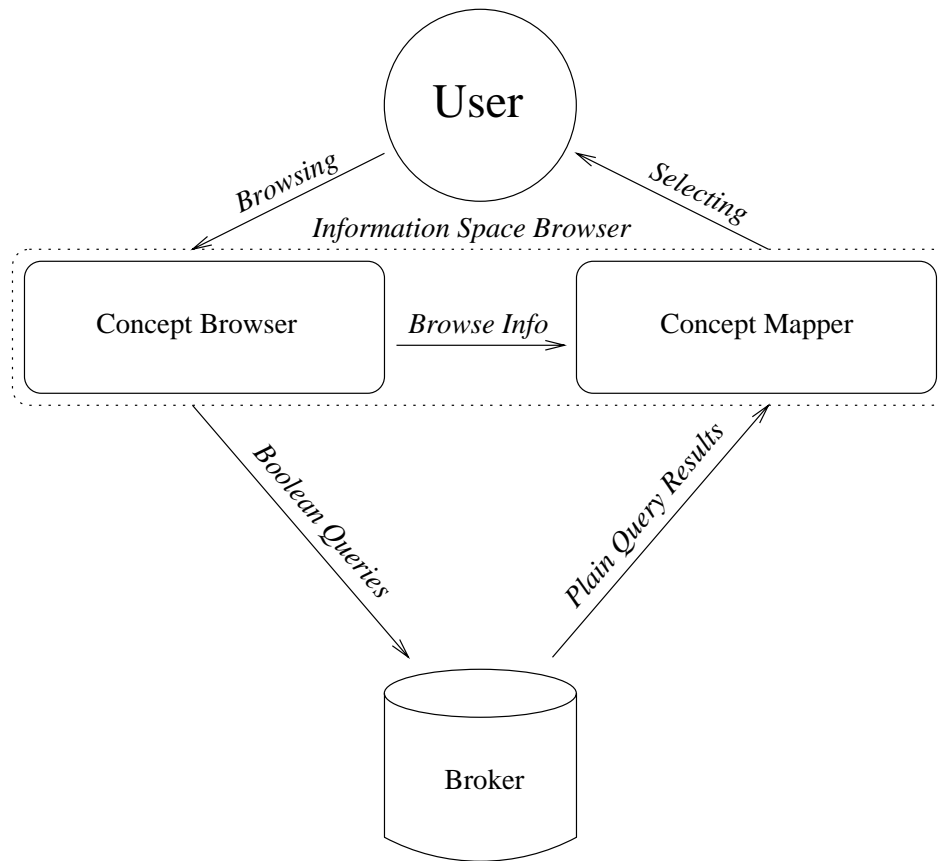 User
Browsing
Selecting
Information Space Browser
Concept Browser
Browse Info
Concept Mapper
Boolean Queries
Plain Query Results
Broker